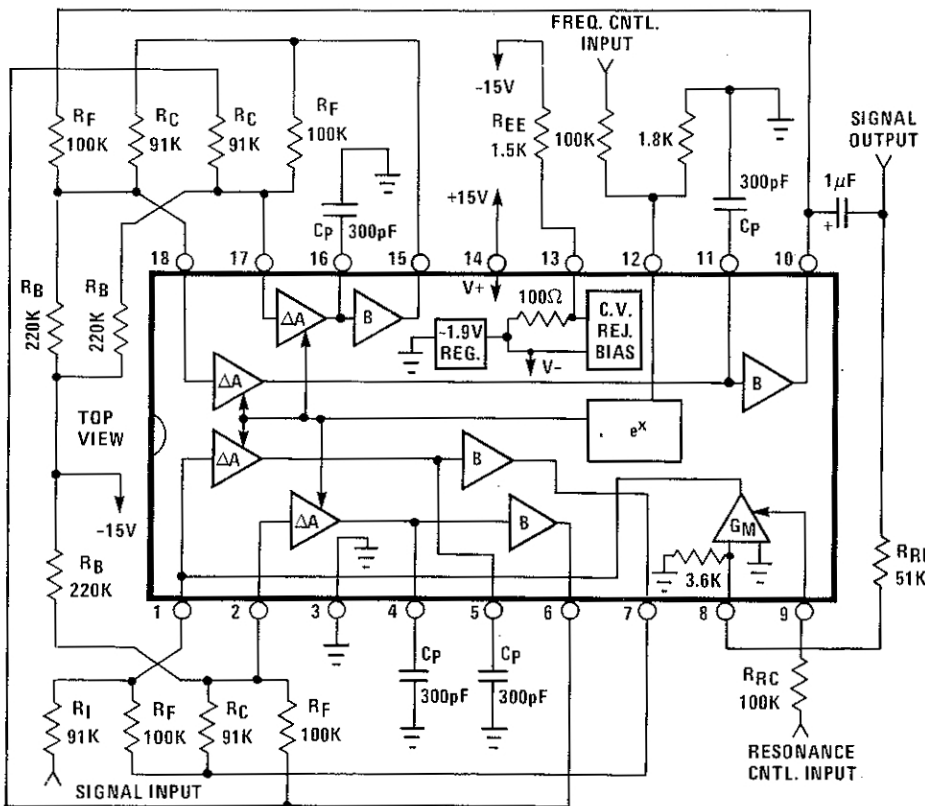 FREQ. CNTL.
INPUT
-15V
SIGNAL
OUTPUT
RF
100K
RC
91K
RC
91K
RF
100K
REE
1.5K
100K
1.8K
300pF
CP
1µF
+
+15V
CP
300pF
18
17
16
15
14
13
12
11
10
RB
220K
RB
220K
V+
100Ω
C.V.
REJ.
BIAS
-1.9V
REG.
V-
ΔA
B
ΔA
B
TOP
VIEW
ex
ΔA
B
ΔA
B
GM
-15V
3.6K
RB
220K
51K
1
2
3
4
5
6
7
8
9
CP
300pF
CP
300pF
RRC
100K
RI
91K
RF
100K
RC
91K
RF
100K
SIGNAL INPUT
RESONANCE
CNTL. INPUT